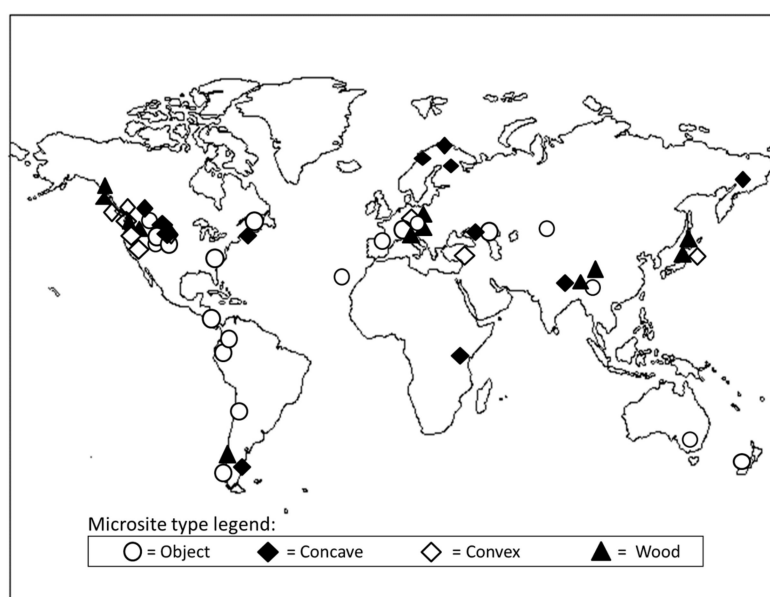 Microsite type legend:
= Object = Concave = Convex = Wood